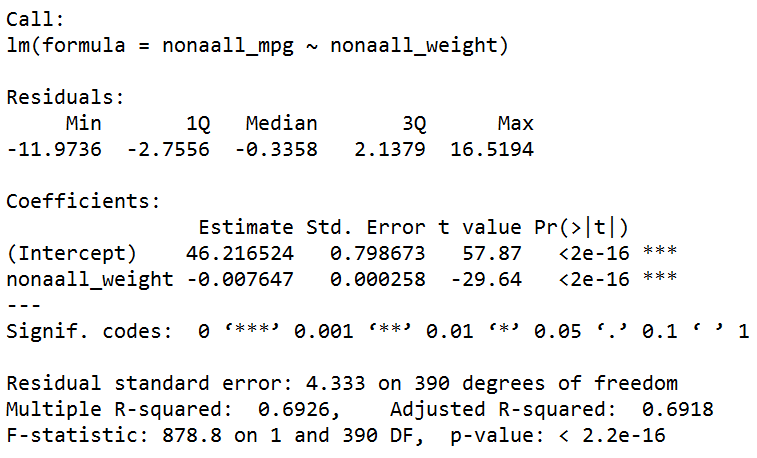 Call:
lm(formula = nonaall_mpg ~ nonaall_weight)
Residuals:
Min 1Q Median 3Q Max
-11.9736 -2.7556 -0.3358 2.1379 16.5194
Coefficients:
Estimate Std. Error t value Pr(>|t|)
(Intercept) 46.216524 0.798673 57.87 <2e-16 ***
nonaall_weight -0.007647 0.000258 -29.64 <2e-16 ***
---
Signif. codes: 0 ‘***’ 0.001 ‘**’ 0.01 ‘*’ 0.05 ‘.’ 0.1 ‘ ’ 1
Residual standard error: 4.333 on 390 degrees of freedom
Multiple R-squared: 0.6926, Adjusted R-squared: 0.6918
F-statistic: 878.8 on 1 and 390 DF, p-value: < 2.2e-16